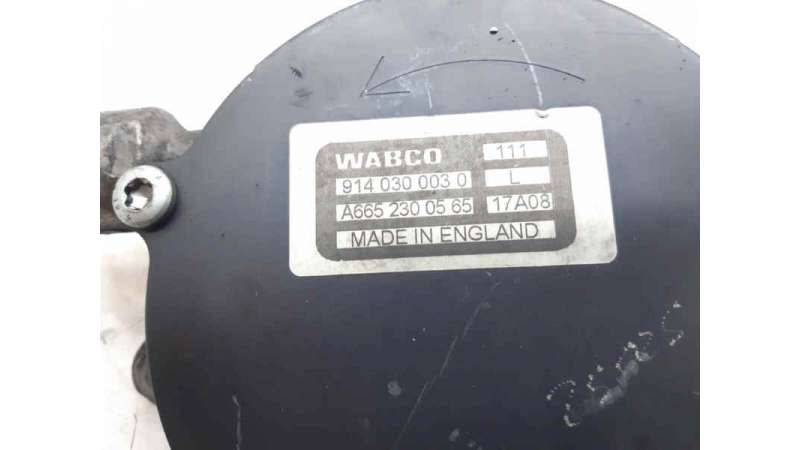 WABCO 111
914 030 003 0 L
A665 230 05 65 17A08
MADE IN ENGLAND